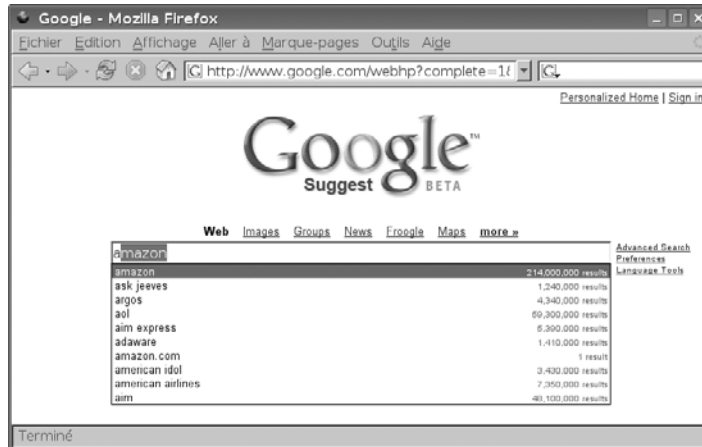 Google - Mozilla Firefox
Fichier Edition Affichage Aller à Marque-pages Outils Aide
G http://www.google.com/webhp?complete=1& G
Personalized Home | Sign in
Google™
Suggest BETA
Web Images Groups News Froogle Maps more »
amazon
Advanced Search
Preferences
Language Tools
amazon 214,000,000 results
ask jeeves 1,240,000 results
argos 4,340,000 results
aol 69,300,000 results
aim express 6,390,000 results
adaware 1,410,000 results
amazon.com 1 result
american idol 3,430,000 results
american airlines 7,350,000 results
aim 40,100,000 results
Terminé